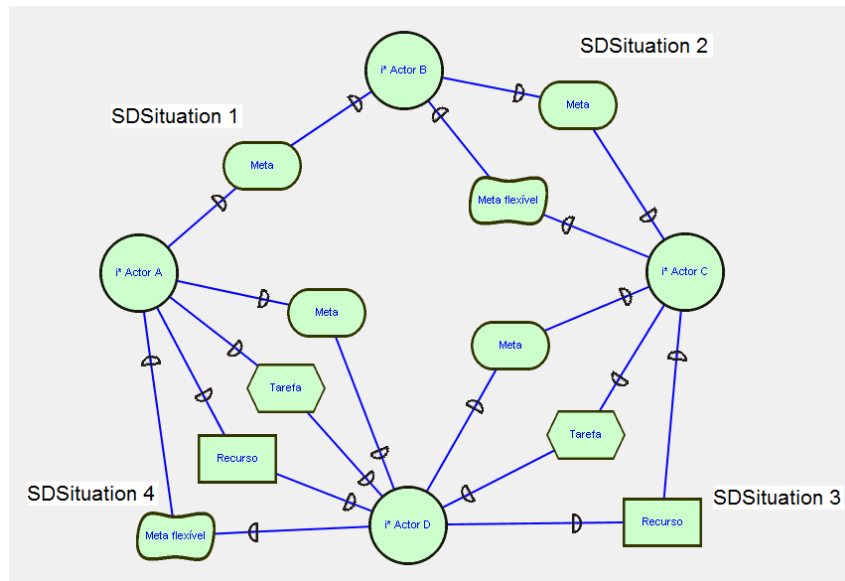 SDSituation 2
i* Actor B
Meta
SDSituation 1
Meta
Meta flexível
i* Actor A
i* Actor C
Meta
Meta
Tarefa
Tarefa
Recurso
SDSituation 4
SDSituation 3
i* Actor D
Recurso
Meta flexível